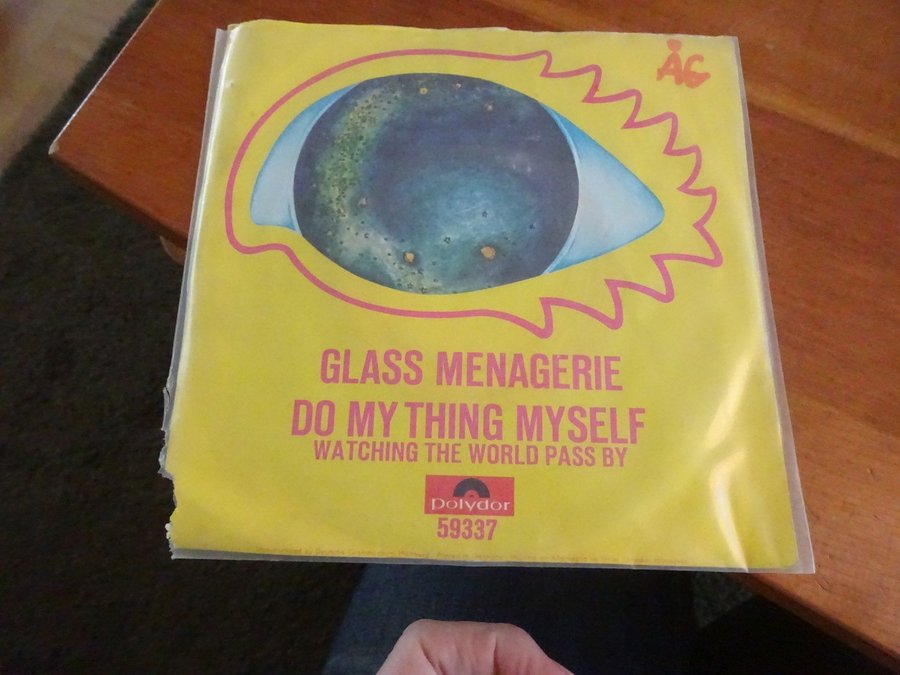 ÅG
GLASS MENAGERIE
DO MY THING MYSELF
WATCHING THE WORLD PASS BY
polydor
59337